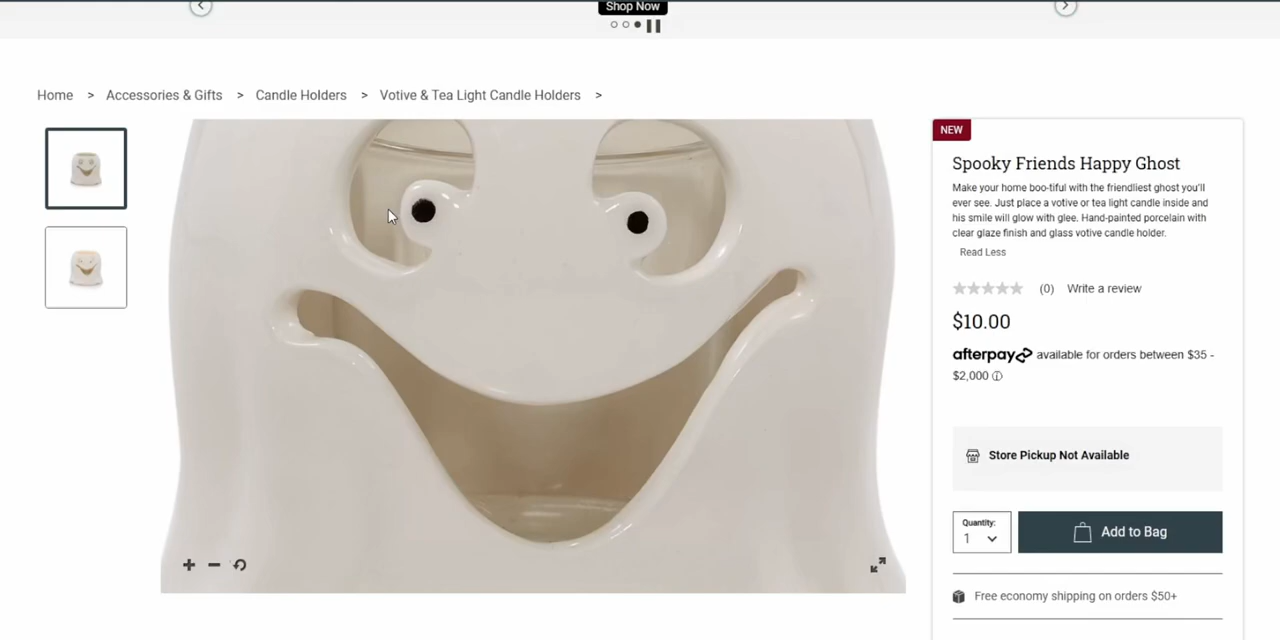 Shop Now
Home > Accessories & Gifts > Candle Holders > Votive & Tea Light Candle Holders >
NEW
Spooky Friends Happy Ghost
Make your home boo-tiful with the friendliest ghost you'll
ever see. Just place a votive or tea light candle inside and
his smile will glow with glee. Hand-painted porcelain with
clear glaze finish and glass votive candle holder.
Read Less
(0) Write a review
$10.00
afterpay available for orders between $35 -
$2,000
Store Pickup Not Available
Quantity:
1
Add to Bag
Free economy shipping on orders $50+